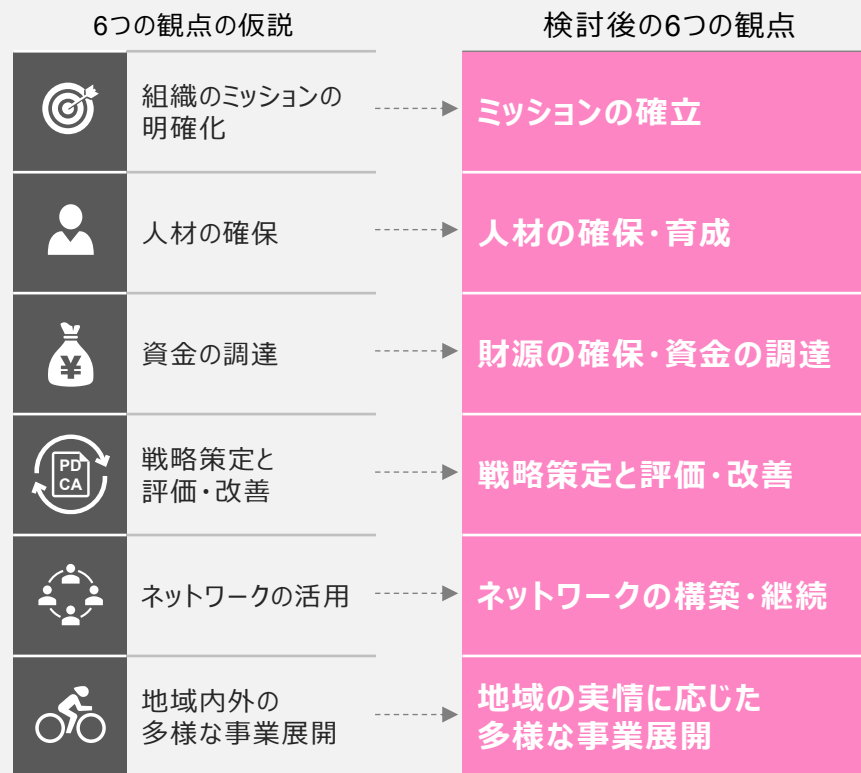 6つの観点の仮説
検討後の6つの観点
組織のミッションの
明確化
ミッションの確立
人材の確保
人材の確保・育成
¥
資金の調達
財源の確保・資金の調達
PD
CA
戦略策定と
評価・改善
戦略策定と評価・改善
ネットワークの活用
ネットワークの構築・継続
地域内外の
多様な事業展開
地域の実情に応じた
多様な事業展開